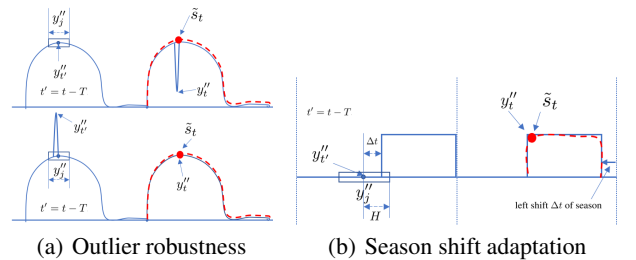 y''_j
s̃_t
y''_{t'}
t' = t − T
y''_t
y''_{t'}
s̃_t
y''_j
y''_t
t' = t − T
(a) Outlier robustness
t' = t − T
Δt
y''_t
s̃_t
y''_{t'}
y''_j
H
left shift Δt of season
(b) Season shift adaptation